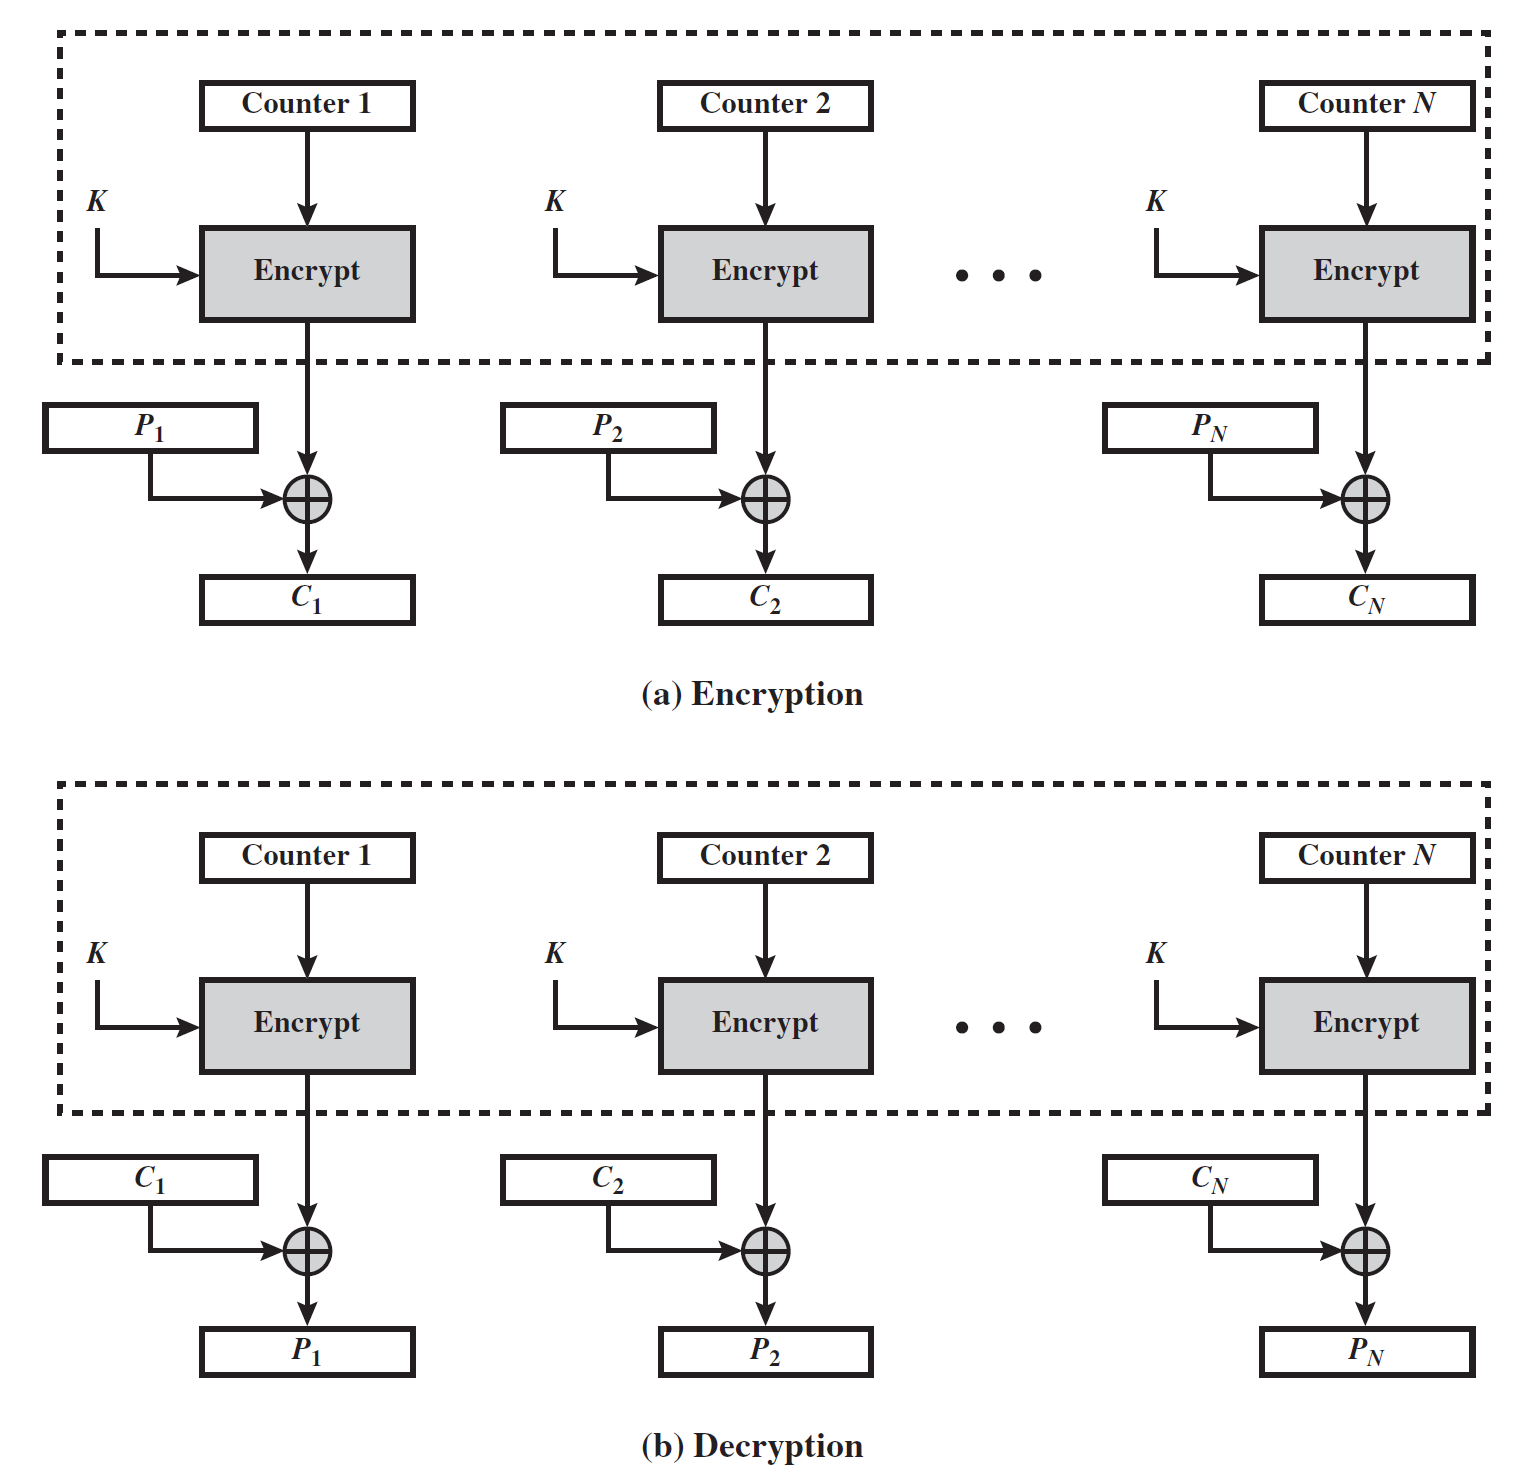 Counter 1 Counter 2 Counter N
K K K
Encrypt Encrypt • • • Encrypt
P1 P2 PN
C1 C2 CN
(a) Encryption
Counter 1 Counter 2 Counter N
K K K
Encrypt Encrypt • • • Encrypt
C1 C2 CN
P1 P2 PN
(b) Decryption